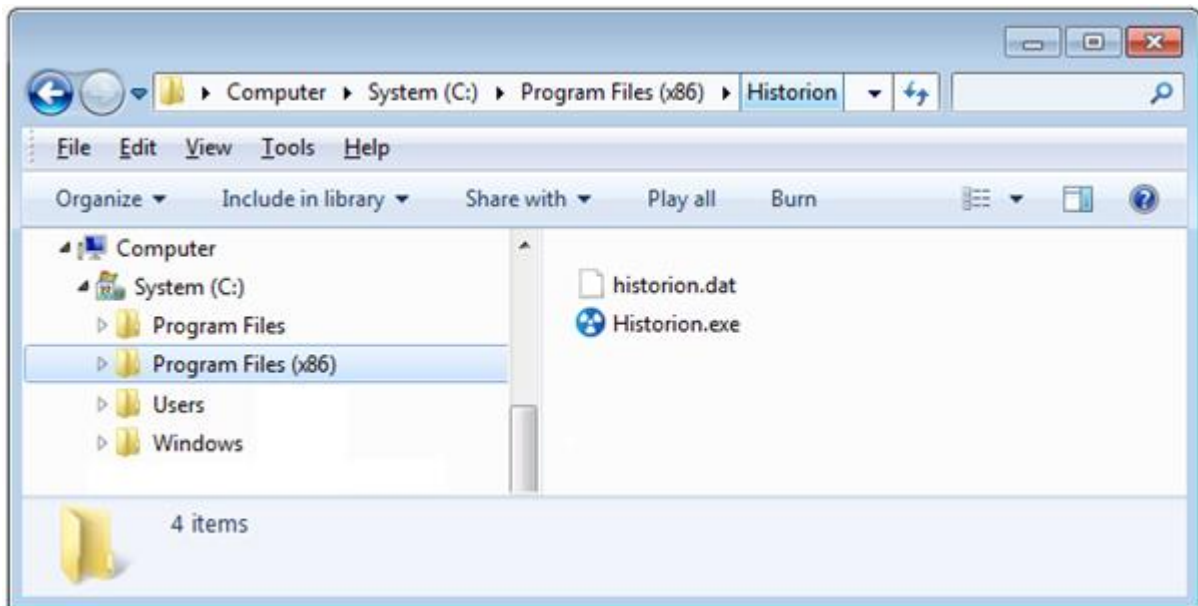 Computer System (C:) Program Files (x86) Historion
File Edit View Tools Help
Organize Include in library Share with Play all Burn
Computer
System (C:)
Program Files
Program Files (x86)
Users
Windows
historion.dat
Historion.exe
4 items